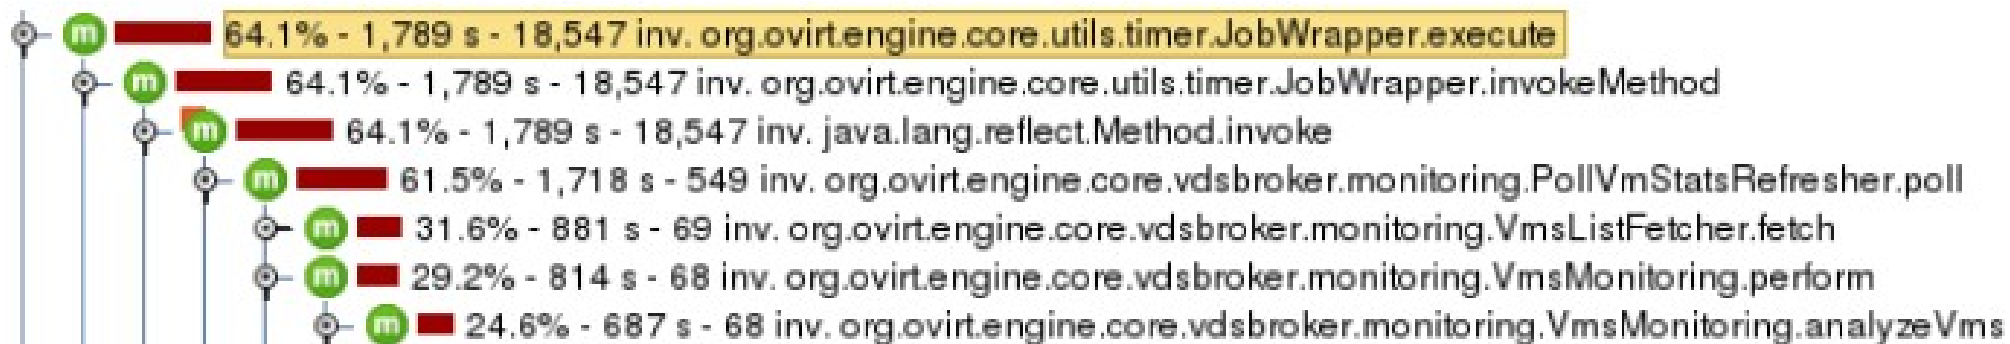 m 64.1% - 1,789 s - 18,547 inv. org.ovirt.engine.core.utils.timer.JobWrapper.execute
m 64.1% - 1,789 s - 18,547 inv. org.ovirt.engine.core.utils.timer.JobWrapper.invokeMethod
m 64.1% - 1,789 s - 18,547 inv. java.lang.reflect.Method.invoke
m 61.5% - 1,718 s - 549 inv. org.ovirt.engine.core.vdsbroker.monitoring.PollVmStatsRefresher.poll
m 31.6% - 881 s - 69 inv. org.ovirt.engine.core.vdsbroker.monitoring.VmsListFetcher.fetch
m 29.2% - 814 s - 68 inv. org.ovirt.engine.core.vdsbroker.monitoring.VmsMonitoring.perform
m 24.6% - 687 s - 68 inv. org.ovirt.engine.core.vdsbroker.monitoring.VmsMonitoring.analyzeVms